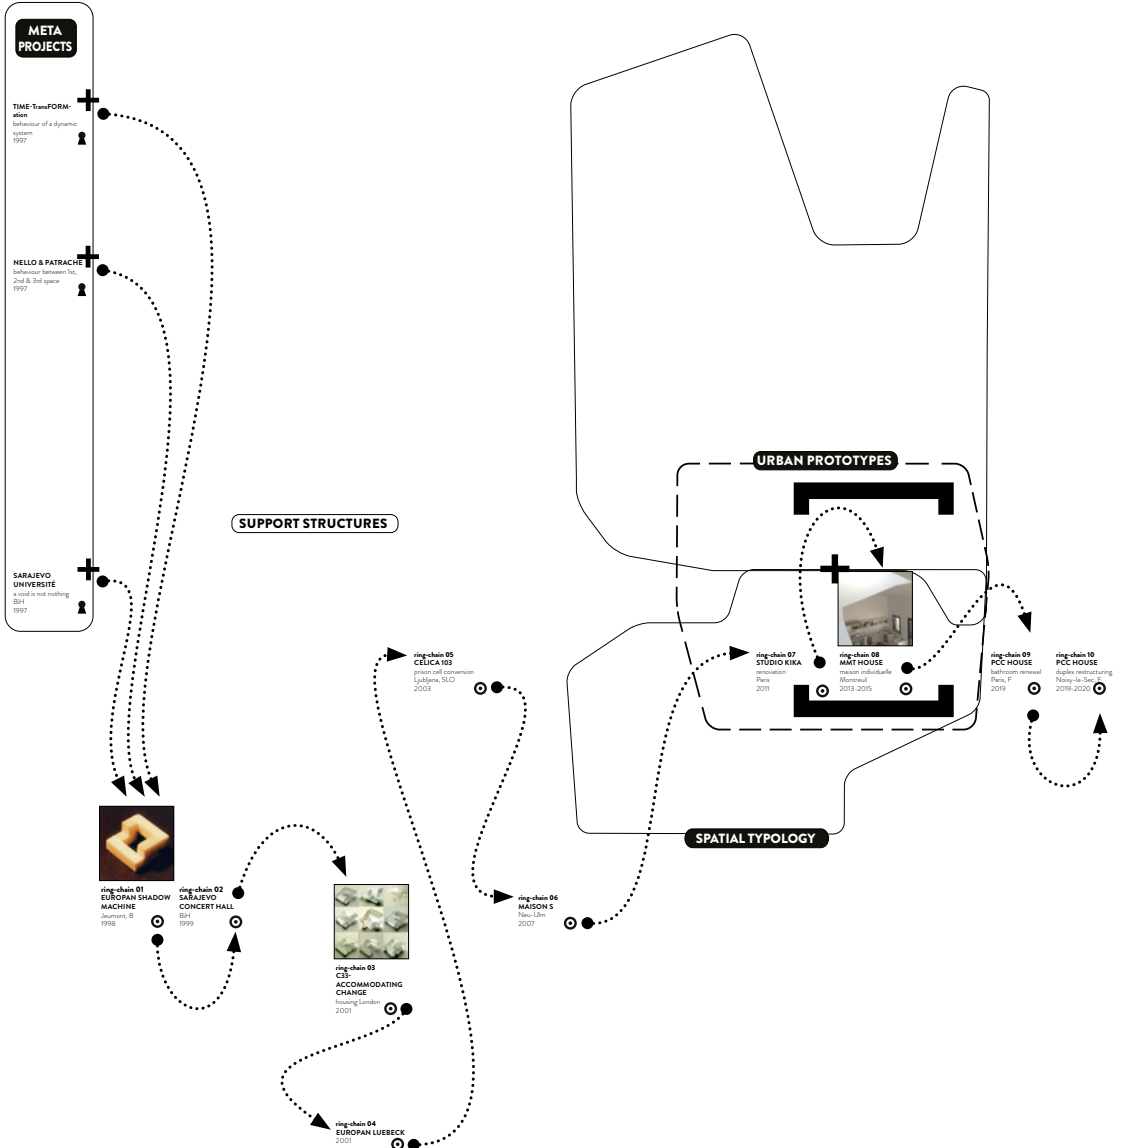 META
PROJECTS
TIME-TransFORM-
ation
behaviour of a dynamic
system
1997
NELLO & PATRACHE
behaviour between 1st,
2nd & 3rd space
1997
SARAJEVO
UNIVERSITÉ
a void is not nothing
BiH
1997
SUPPORT STRUCTURES
URBAN PROTOTYPES
SPATIAL TYPOLOGY
ring-chain 01
EUROPAN SHADOW
MACHINE
Jeumont, B
1998
ring-chain 02
SARAJEVO
CONCERT HALL
BiH
1999
ring-chain 03
C33-
ACCOMMODATING
CHANGE
housing London
2001
ring-chain 04
EUROPAN LUEBECK
2001
ring-chain 05
CELICA 103
prison cell conversion
Ljubljana, SLO
2003
ring-chain 06
MAISON S
Neu-Ulm
2007
ring-chain 07
STUDIO KIKA
renovation
Paris
2011
ring-chain 08
MMT HOUSE
maison individuelle
Montreuil
2013-2015
ring-chain 09
PCC HOUSE
bathroom renewal
Paris, F
2019
ring-chain 10
PCC HOUSE
duplex restructuring
Noisy-le-Sec, F
2019-2020